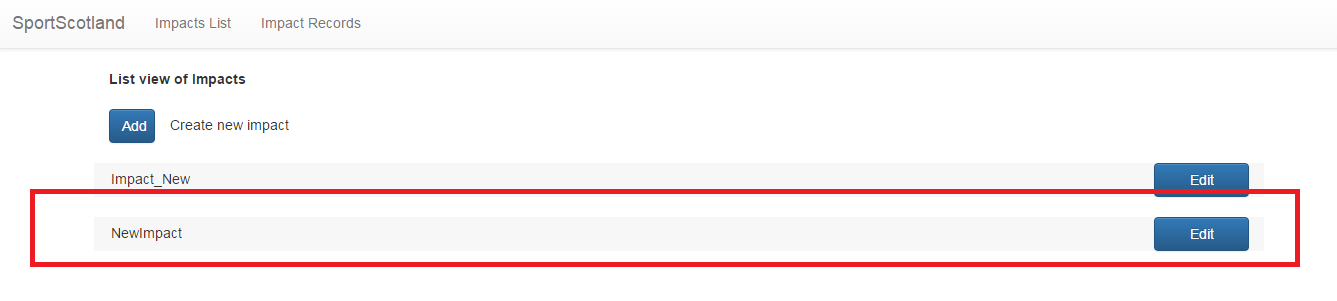 SportScotland Impacts List Impact Records
List view of Impacts
Add Create new impact
Impact_New Edit
NewImpact Edit